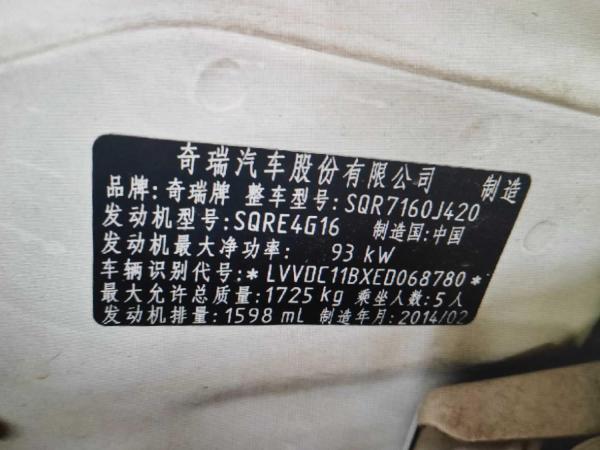 奇瑞汽车股份有限公司 制造
品牌:奇瑞牌 整车型号:SQR7160J420
发动机型号:SQRE4G16 制造国:中国
发动机最大净功率: 93 kW
车辆识别代号:*LVVDC11BXED068780*
最大允许总质量:1725 kg 乘坐人数:5人
发动机排量:1598 mL 制造年月:2014/02